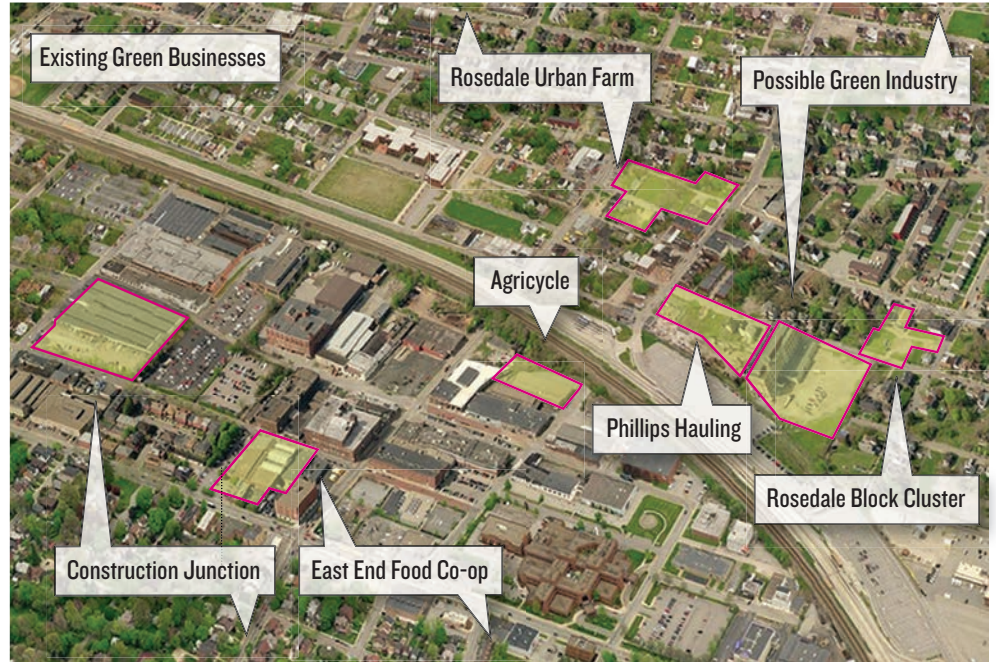 Existing Green Businesses
Rosedale Urban Farm
Possible Green Industry
Agricycle
Phillips Hauling
Rosedale Block Cluster
Construction Junction
East End Food Co-op